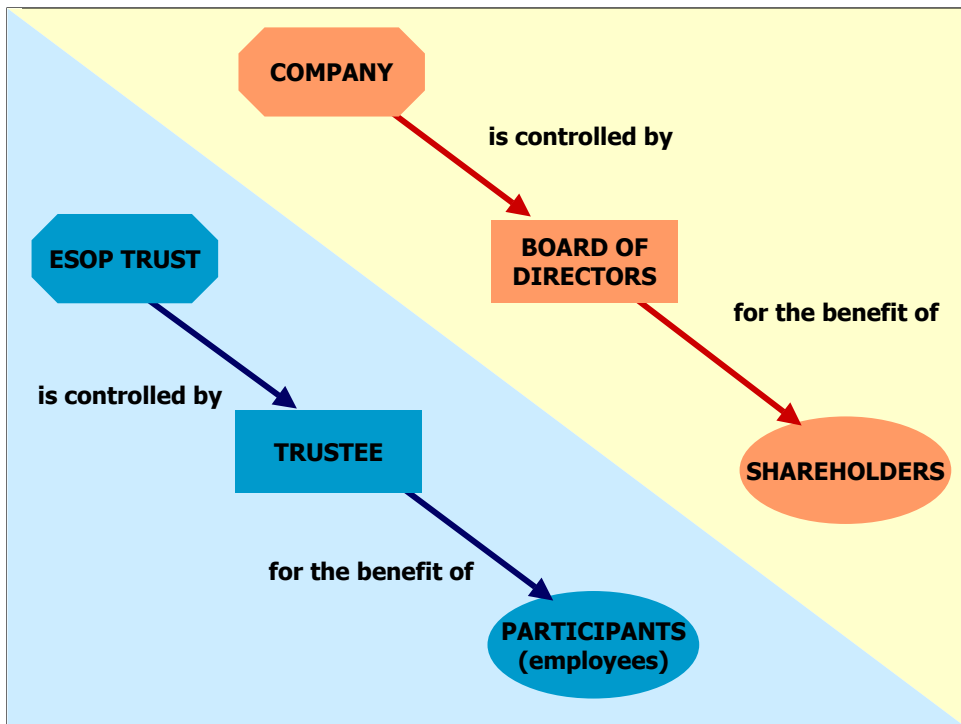 COMPANY
is controlled by
BOARD OF
DIRECTORS
for the benefit of
SHAREHOLDERS
ESOP TRUST
is controlled by
TRUSTEE
for the benefit of
PARTICIPANTS
(employees)